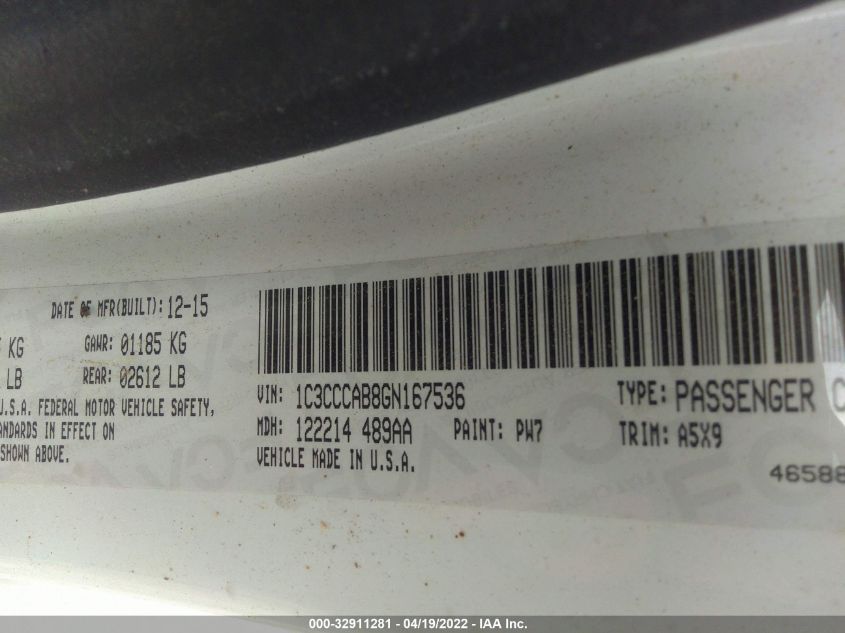 DATE OF MFR(BUILT): 12-15
KG GAWR: 01185 KG
LB REAR: 02612 LB
U.S.A. FEDERAL MOTOR VEHICLE SAFETY,
IN EFFECT ON
SHOWN ABOVE.
VIN: 1C3CCCAB8GN167536 TYPE: PASSENGER
MDH: 122214 489AA PAINT: PW7 TRIM: A5X9
VEHICLE MADE IN U.S.A.
46588
000-32911281 - 04/19/2022 - IAA Inc.